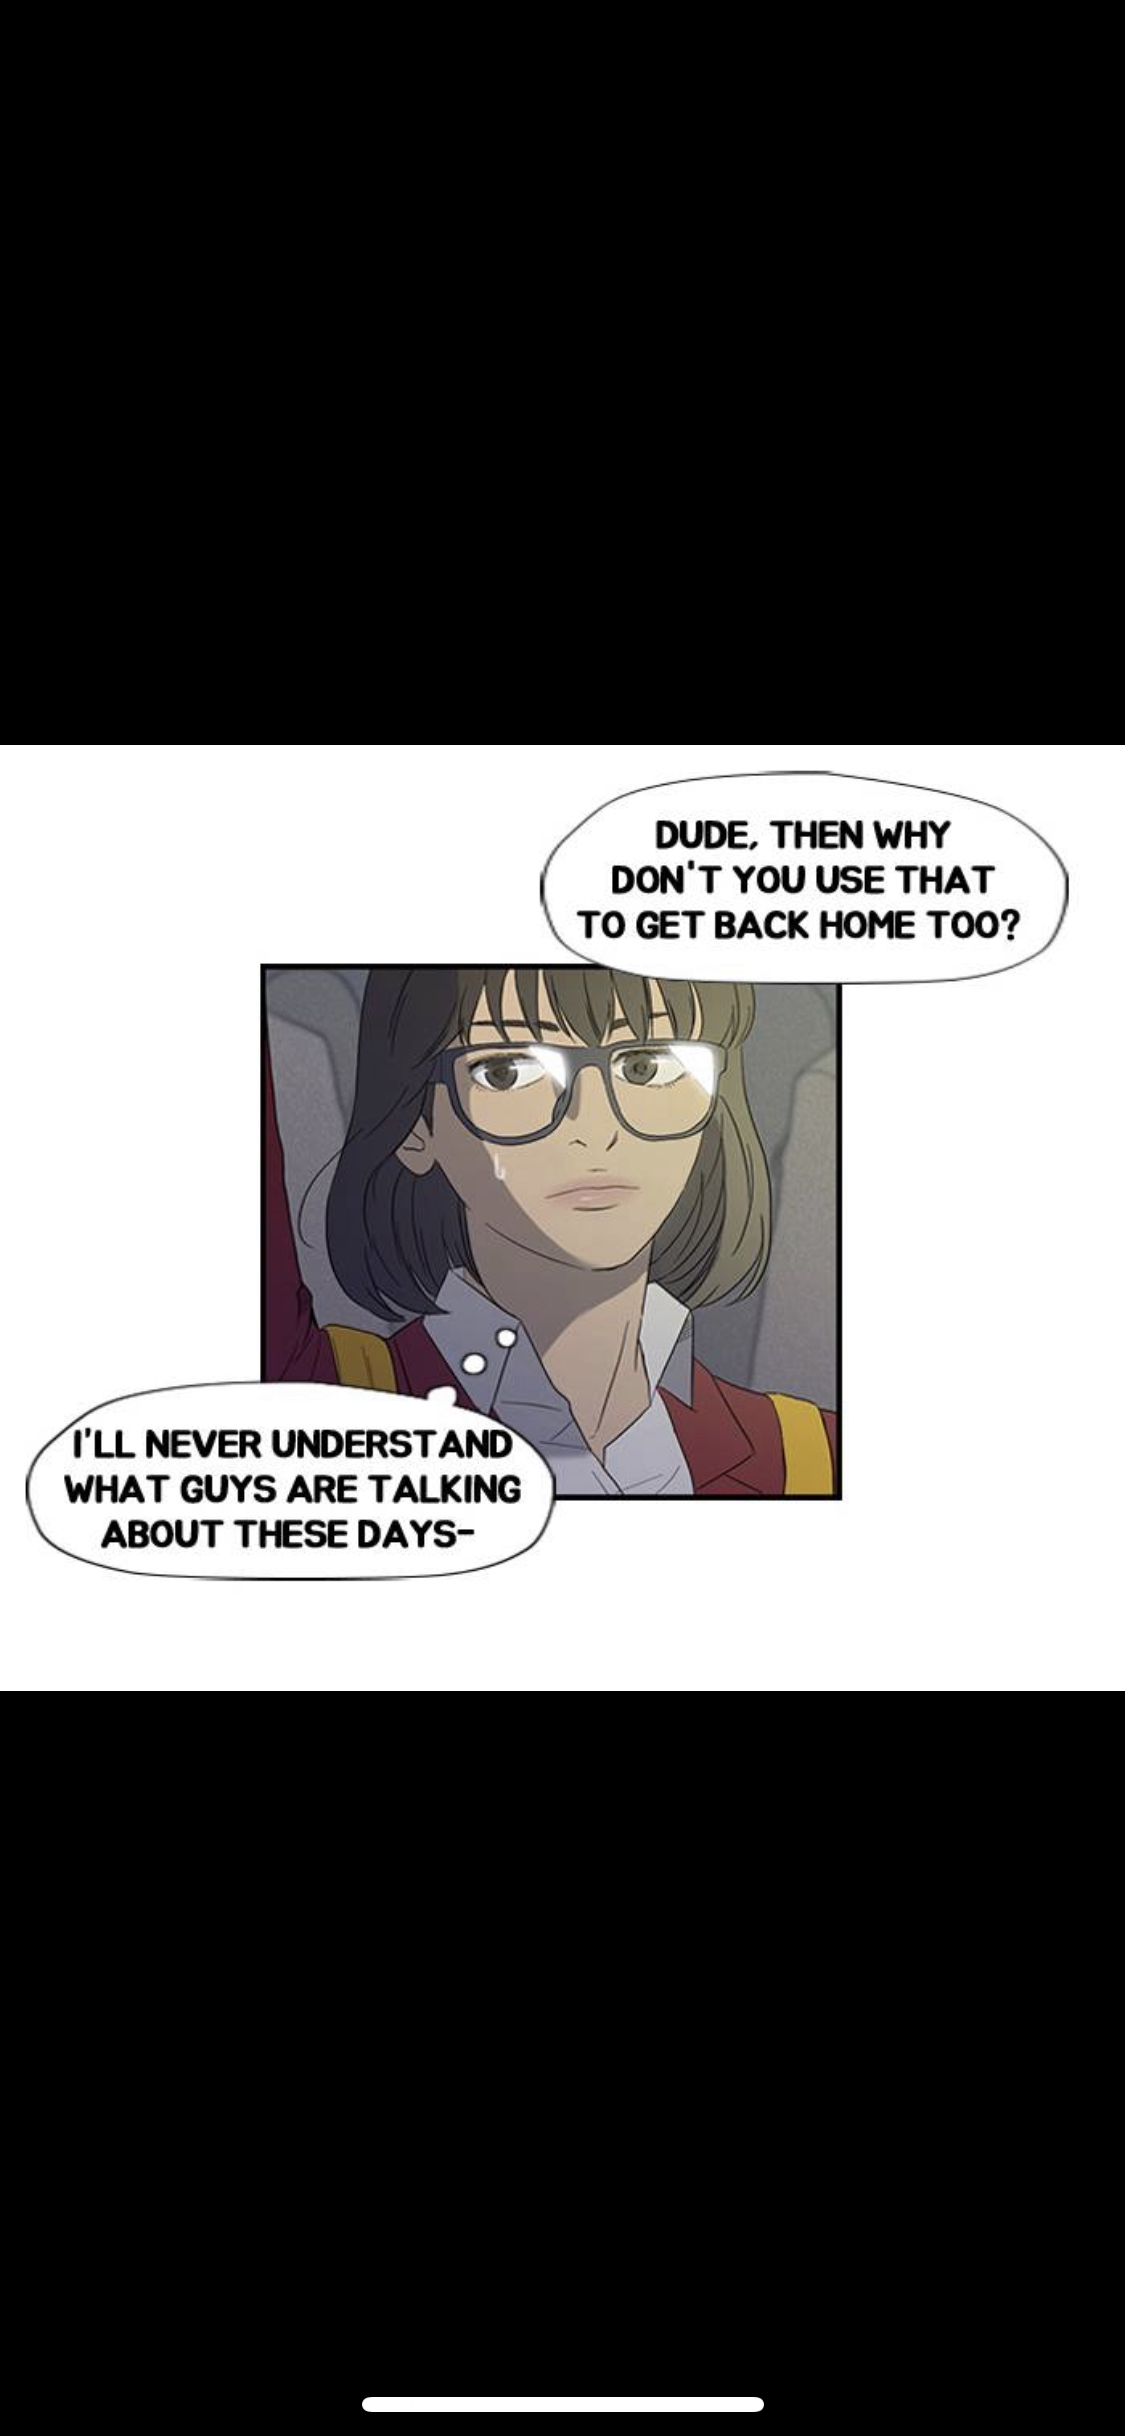 DUDE, THEN WHY
DON'T YOU USE THAT
TO GET BACK HOME TOO?
I'LL NEVER UNDERSTAND
WHAT GUYS ARE TALKING
ABOUT THESE DAYS-